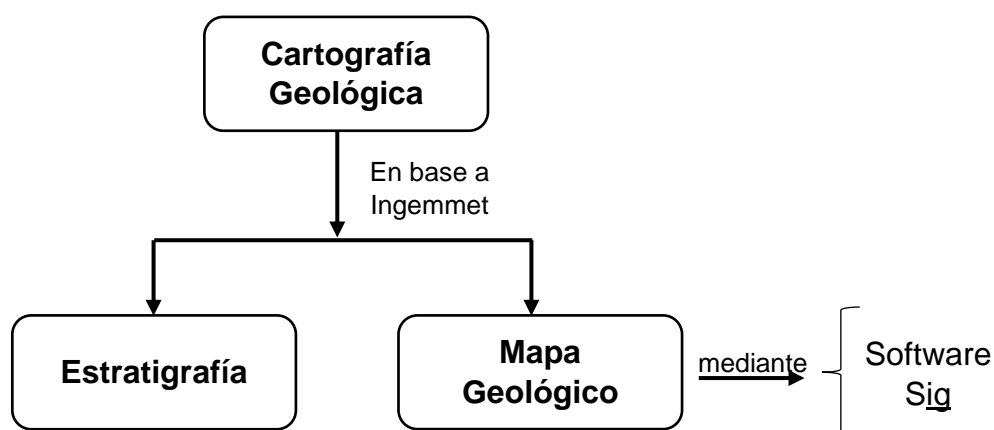 Cartografía
Geológica
En base a
Ingemmet
Estratigrafía
Mapa
Geológico
mediante
Software
Sig